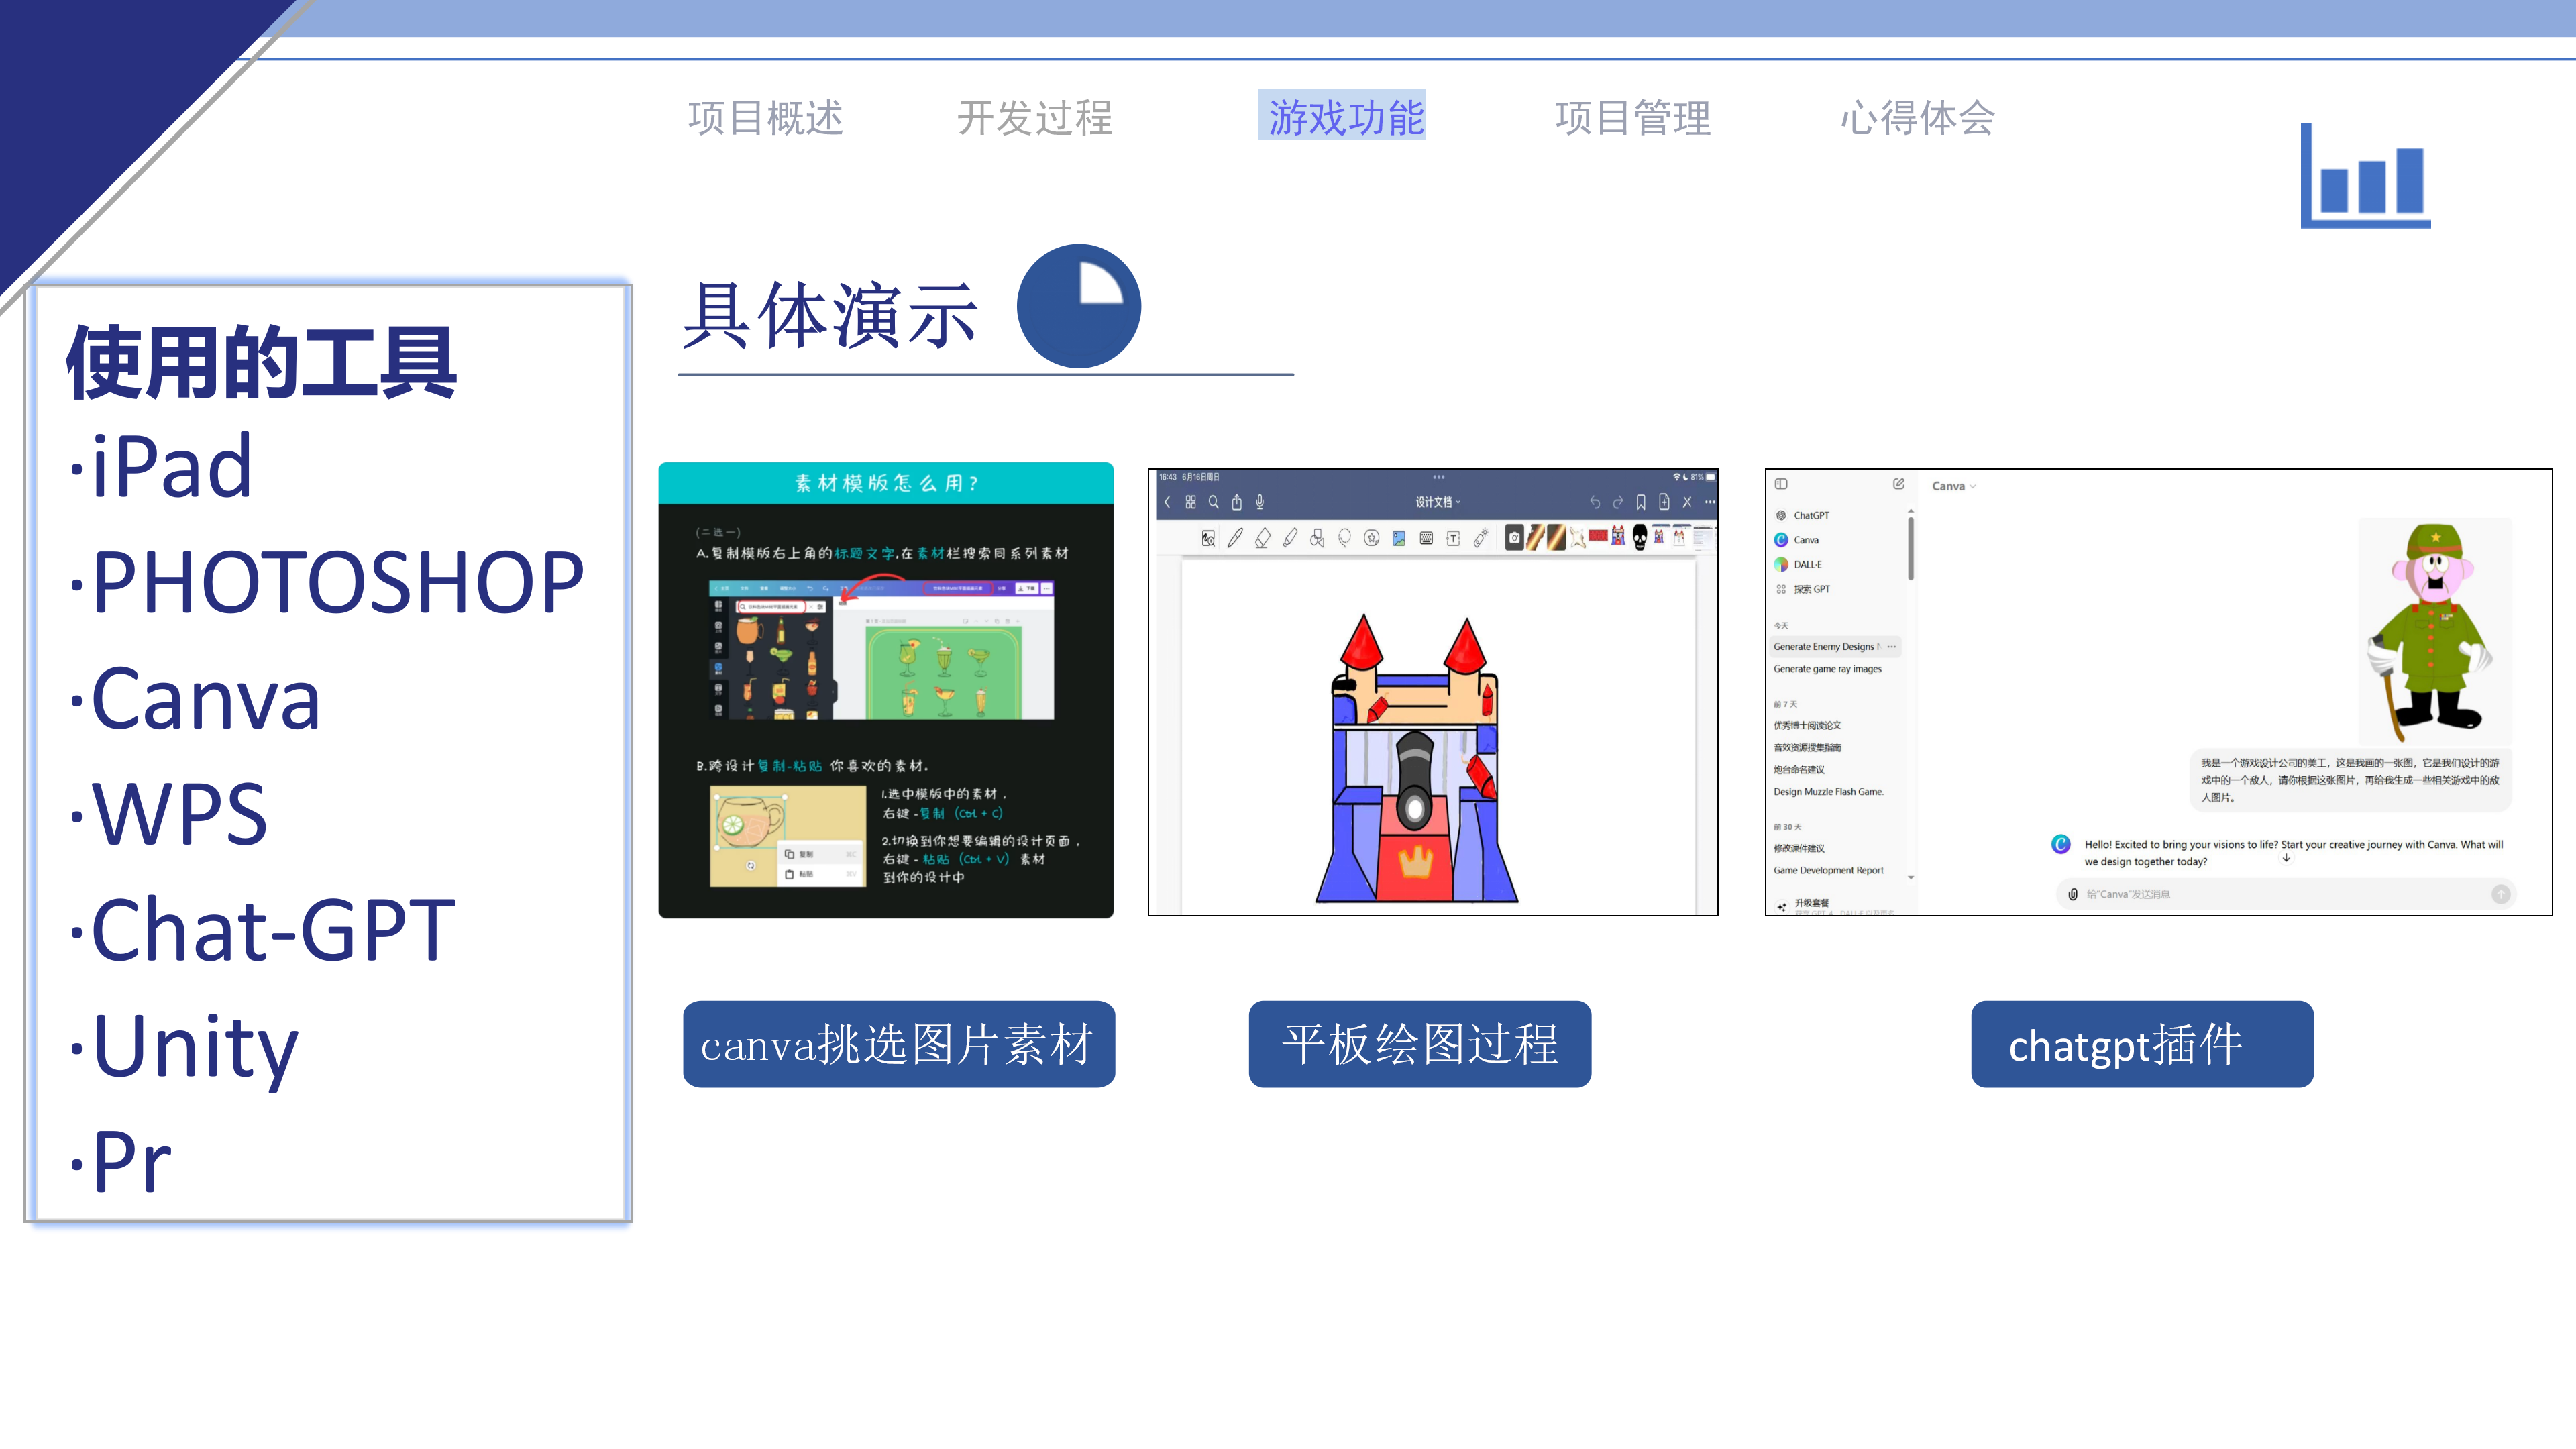 项目概述 开发过程 游戏功能 项目管理 心得体会
使用的工具
·iPad
·PHOTOSHOP
·Canva
·WPS
·Chat-GPT
·Unity
·Pr
具体演示
素材模版怎么用?
(二选一)
A.复制模版右上角的标题文字,在素材栏搜索同系列素材
B.跨设计复制-粘贴 你喜欢的素材.
1.选中模版中的素材,
右键-复制 (Ctrl + C)
2.切换到你想要编辑的设计页面,
右键-粘贴 (Ctrl + V) 素材
到你的设计中
复制
粘贴
16:43 6月16日周日
81%
设计文档
Canva
ChatGPT
Canva
DALL·E
探索 GPT
今天
Generate Enemy Designs
Generate game ray images
前 7 天
优秀博士阅读论文
音效资源搜集指南
炮台命名建议
Design Muzzle Flash Game.
前 30 天
修改课件建议
Game Development Report
升级套餐
我是一个游戏设计公司的美工，这是我画的一张图，它是我们设计的游
戏中的一个敌人，请你根据这张图片，再给我生成一些相关游戏中的敌
人图片。
Hello! Excited to bring your visions to life? Start your creative journey with Canva. What will
we design together today?
给"Canva"发送消息
canva挑选图片素材
平板绘图过程
chatgpt插件